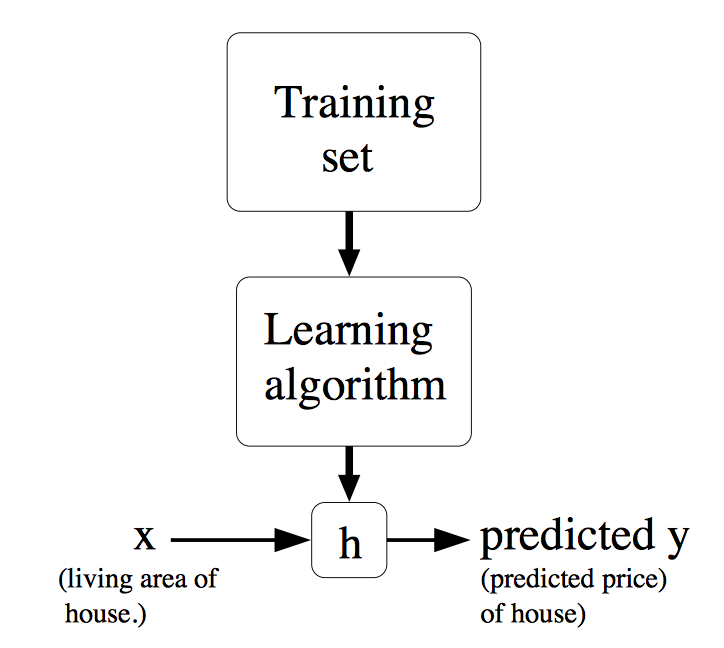 Training
set
Learning
algorithm
x
h
predicted y
(living area of
house.)
(predicted price)
of house)